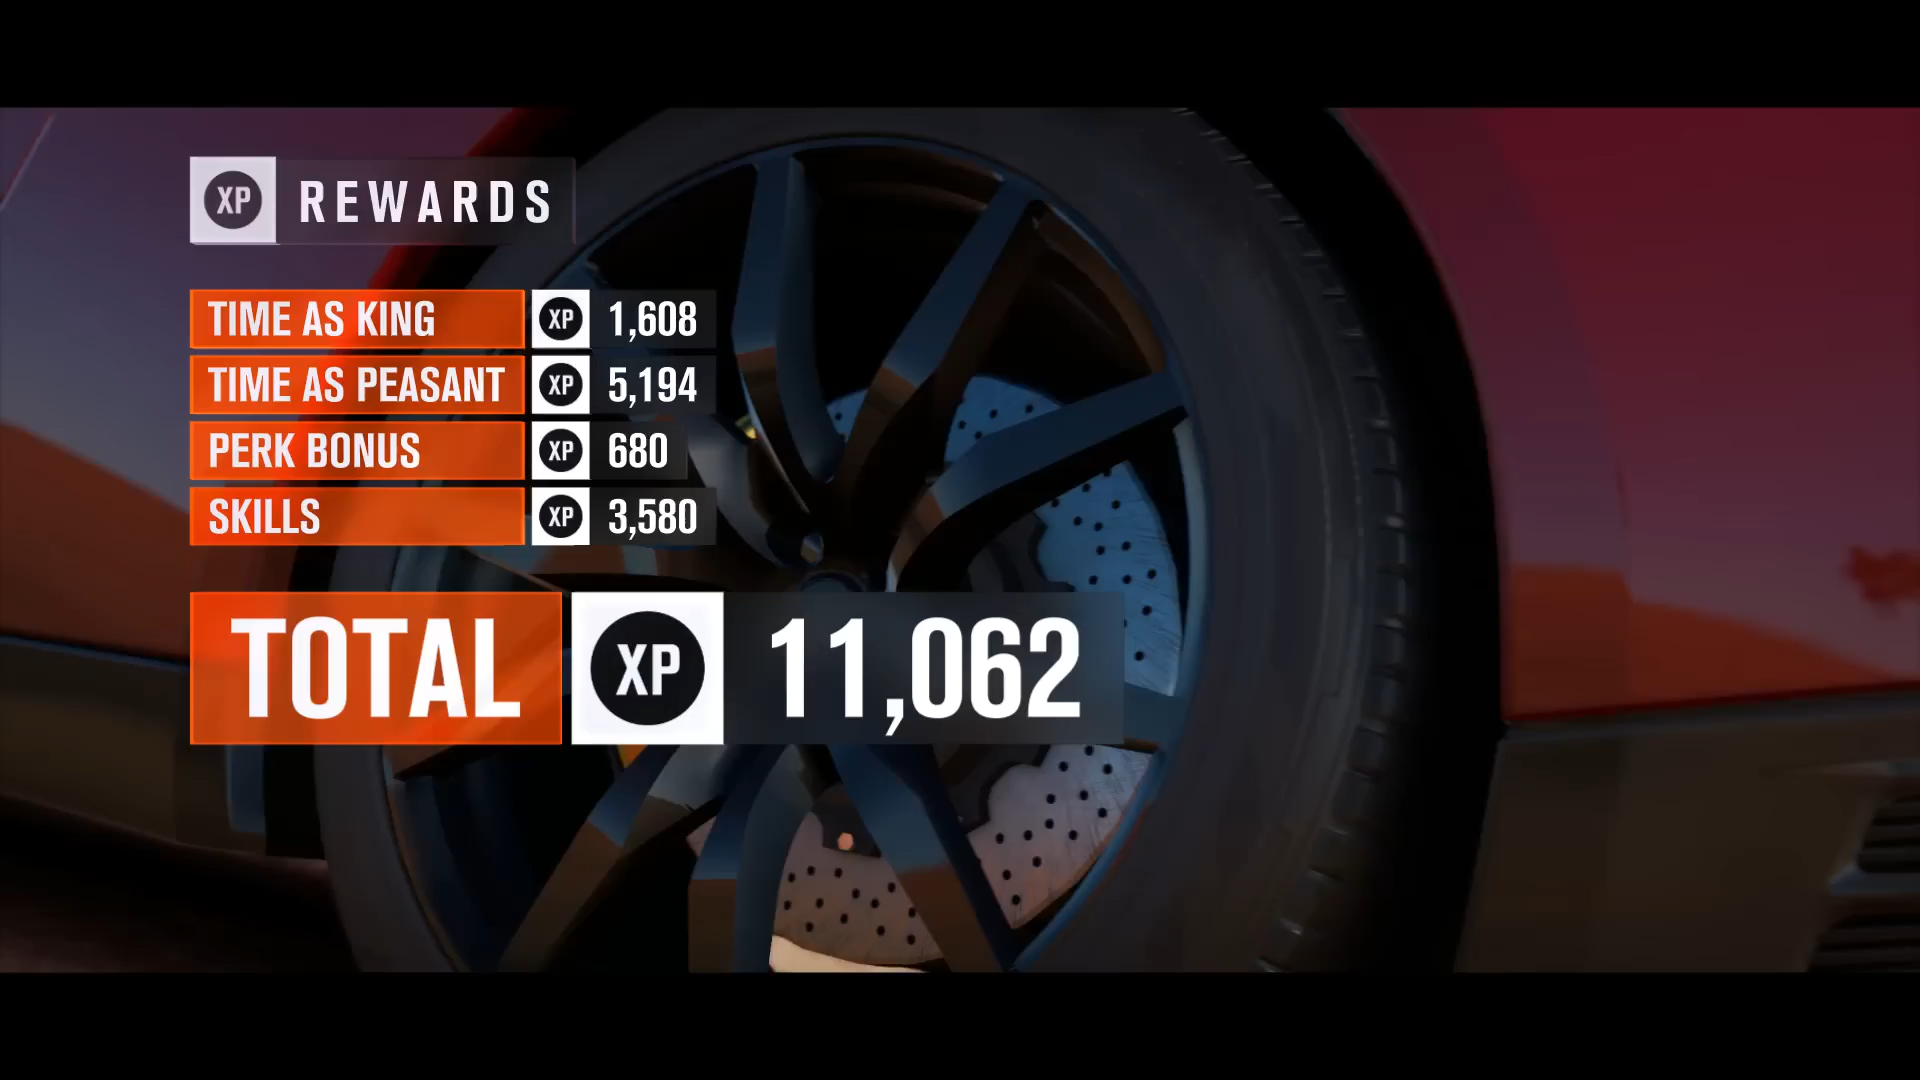 XP REWARDS
TIME AS KING XP 1,608
TIME AS PEASANT XP 5,194
PERK BONUS XP 680
SKILLS XP 3,580
TOTAL XP 11,062